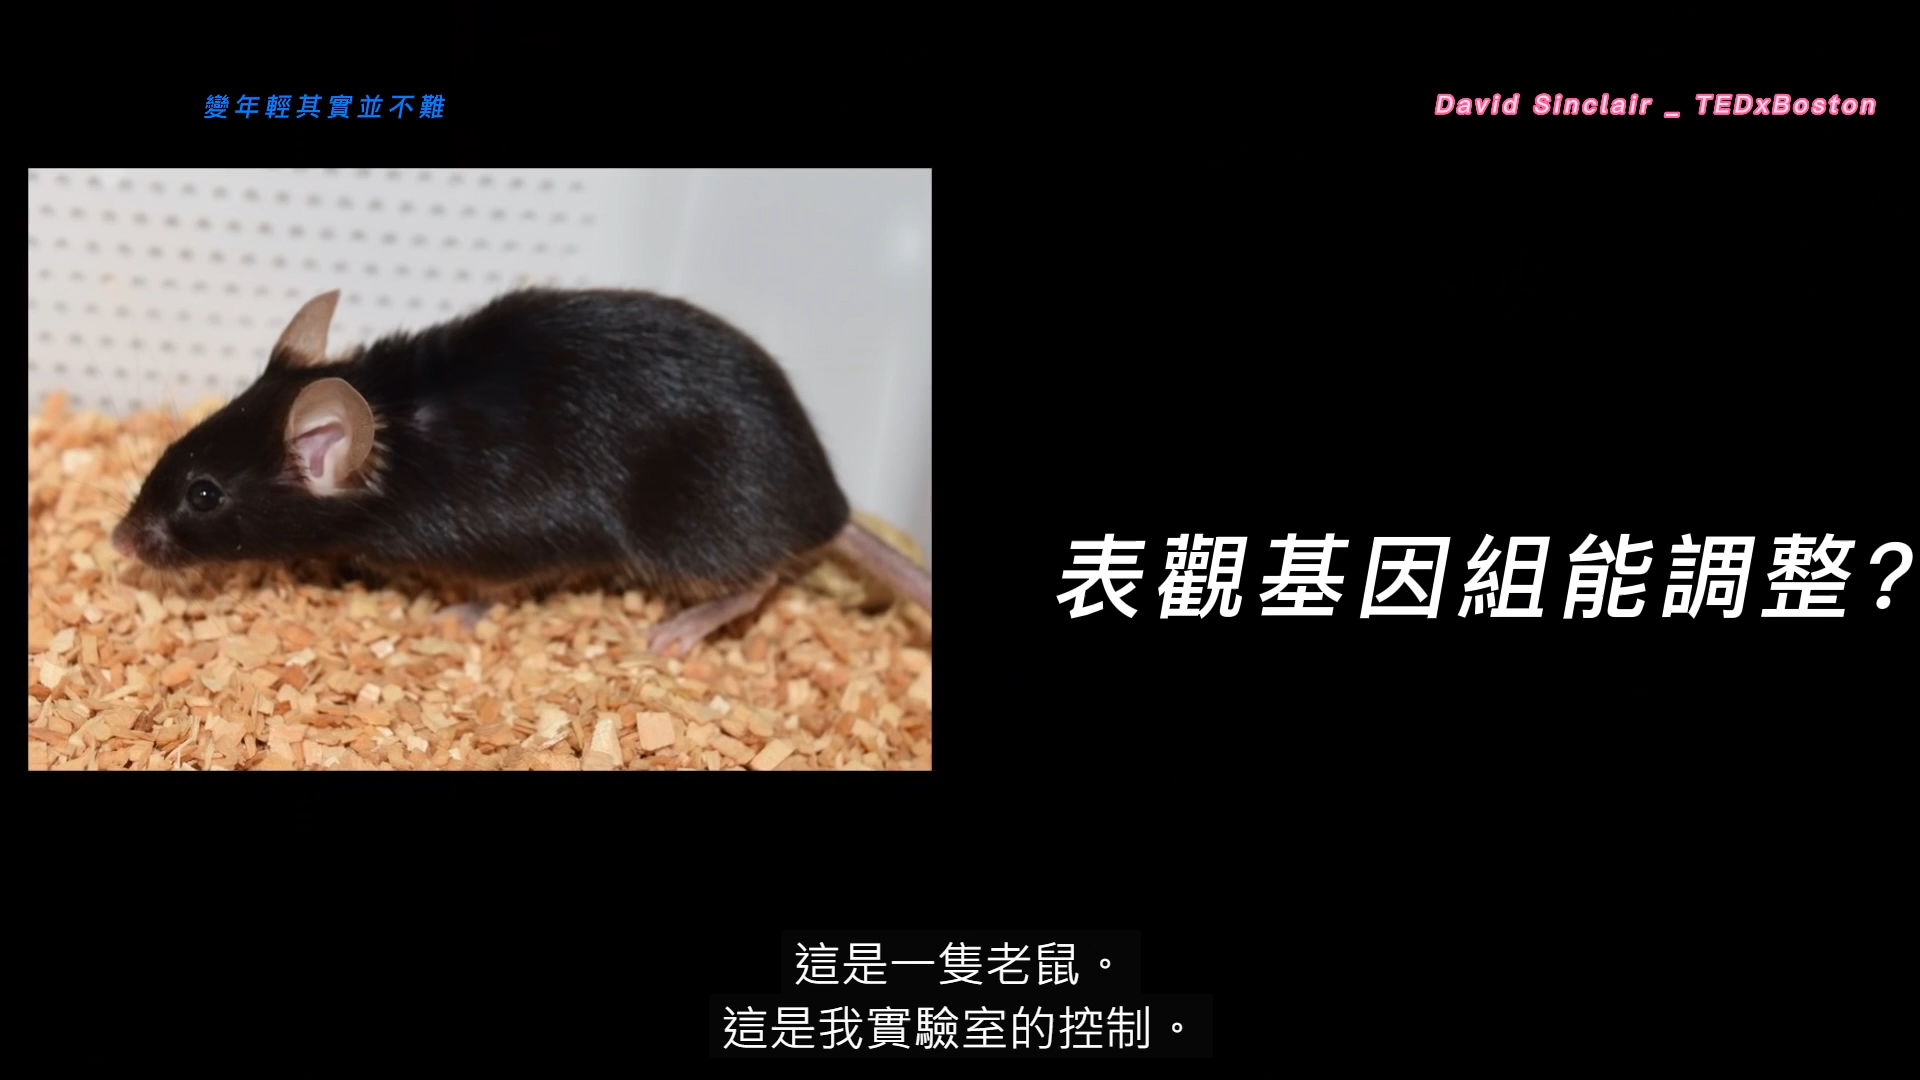 變年輕其實並不難
David Sinclair _ TEDxBoston
表觀基因組能調整?
這是一隻老鼠。
這是我實驗室的控制。